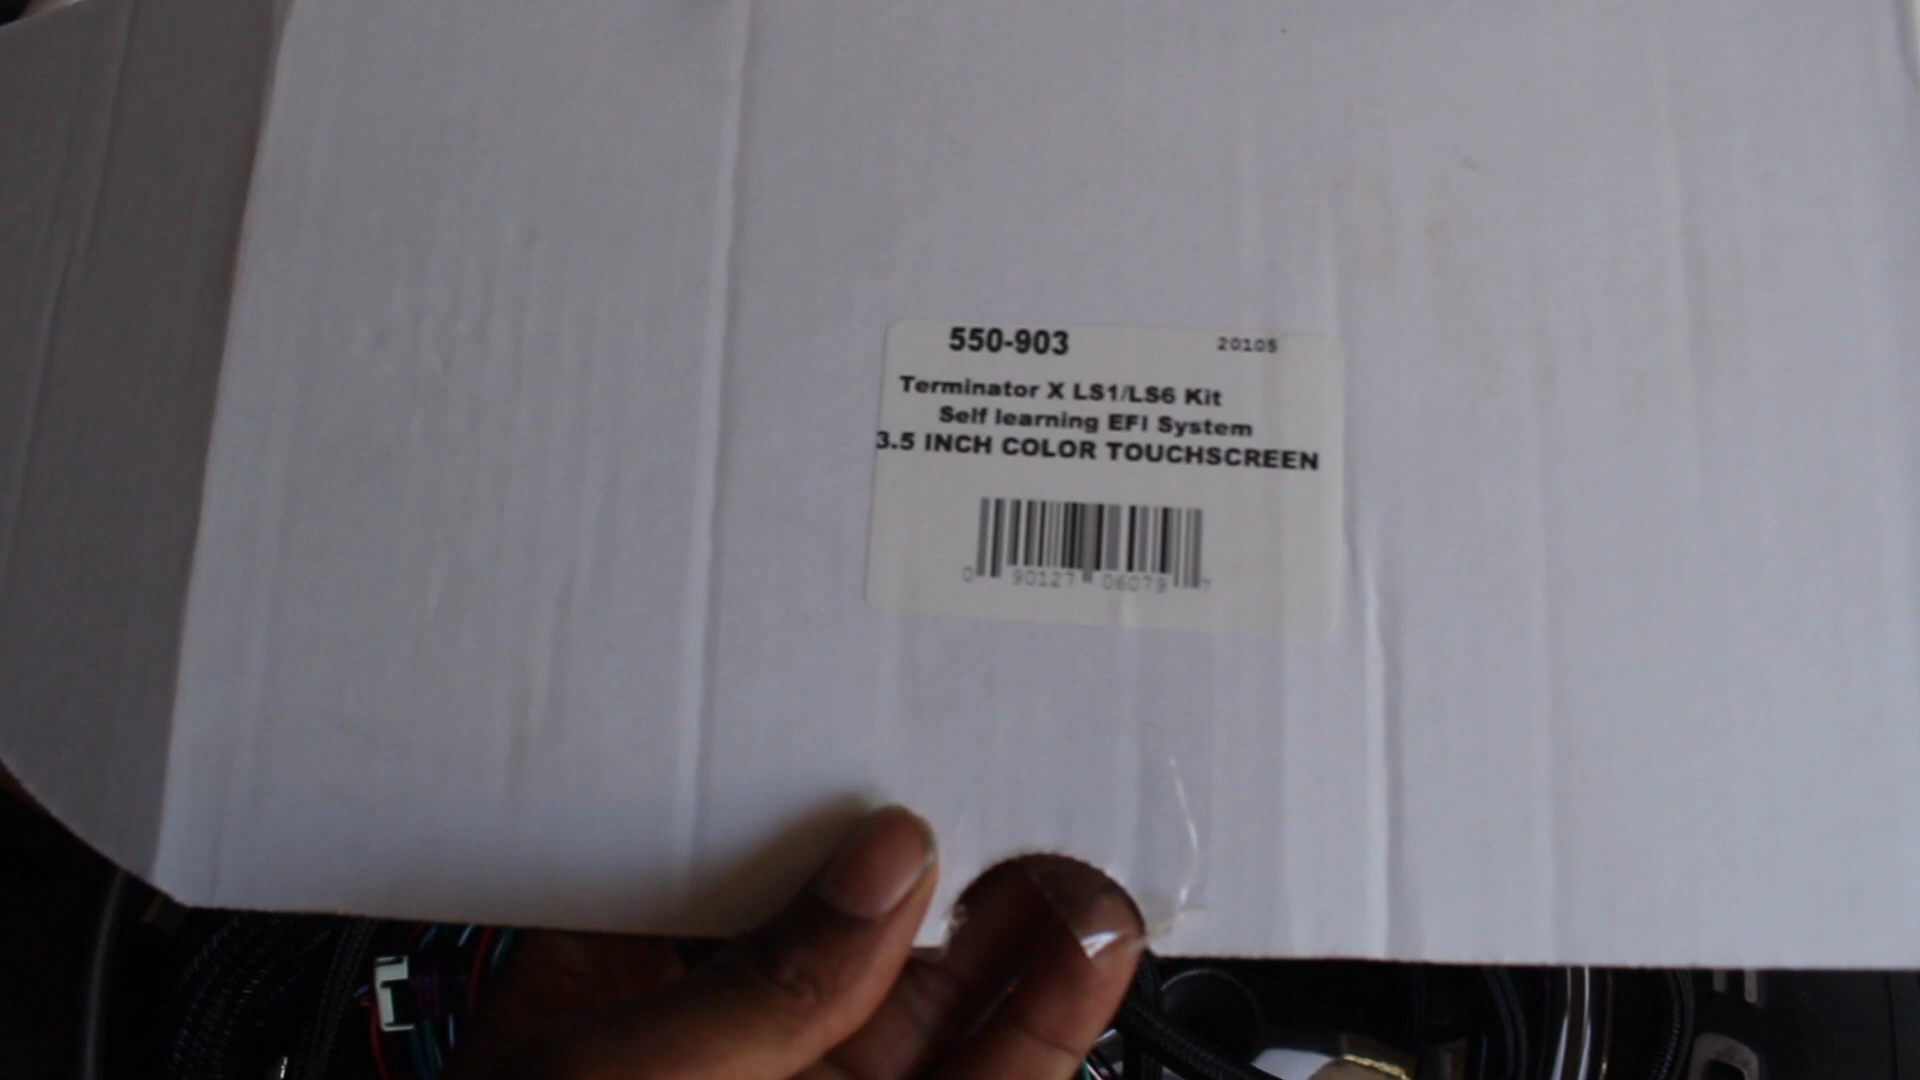 550-903 20105
Terminator X LS1/LS6 Kit
Self learning EFI System
3.5 INCH COLOR TOUCHSCREEN
0 90127 06079 7